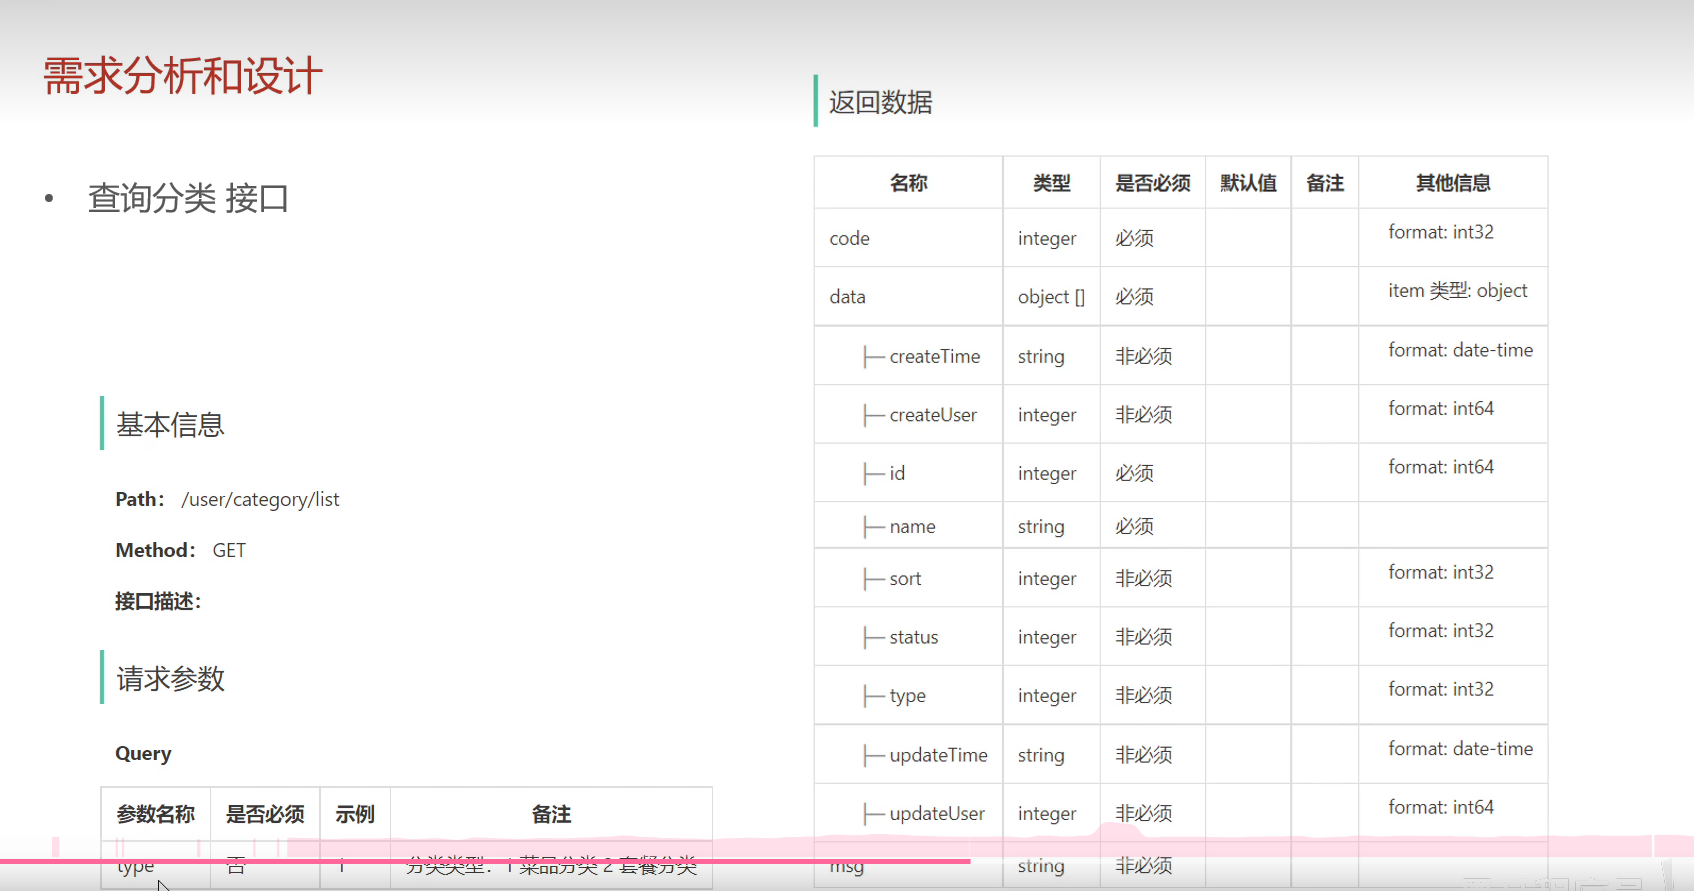 需求分析和设计
• 查询分类 接口
基本信息
Path： /user/category/list
Method： GET
接口描述：
请求参数
Query
参数名称 是否必须 示例 备注
type 否 1 分类类型：1 菜品分类 2 套餐分类
返回数据
名称 类型 是否必须 默认值 备注 其他信息
code integer 必须 format: int32
data object [] 必须 item 类型: object
├─ createTime string 非必须 format: date-time
├─ createUser integer 非必须 format: int64
├─ id integer 必须 format: int64
├─ name string 必须
├─ sort integer 非必须 format: int32
├─ status integer 非必须 format: int32
├─ type integer 非必须 format: int32
├─ updateTime string 非必须 format: date-time
├─ updateUser integer 非必须 format: int64
msg string 非必须